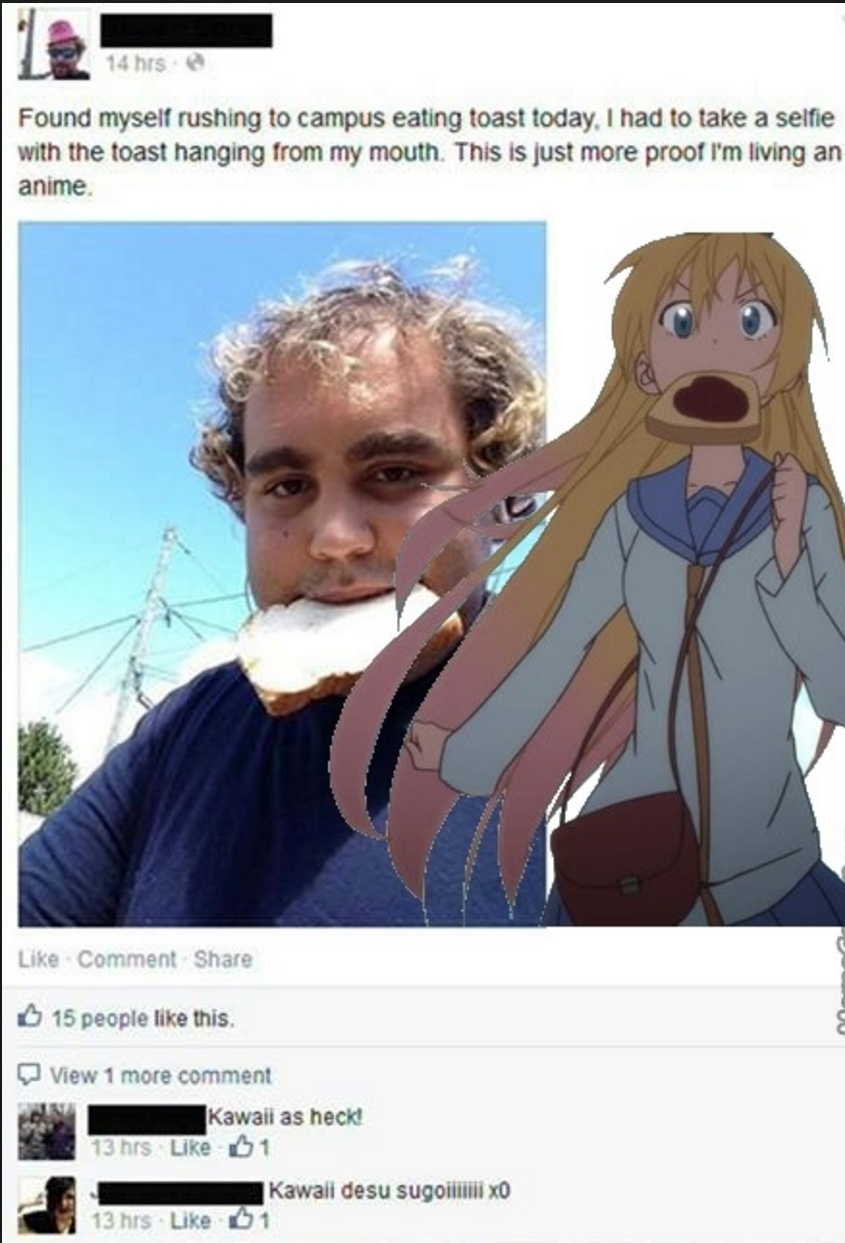 14 hrs ·
Found myself rushing to campus eating toast today, I had to take a selfie
with the toast hanging from my mouth. This is just more proof I'm living an
anime.
Like · Comment · Share
15 people like this.
View 1 more comment
Kawaii as heck!
13 hrs · Like · 1
Kawaii desu sugoiiiiiiii x0
13 hrs · Like · 1